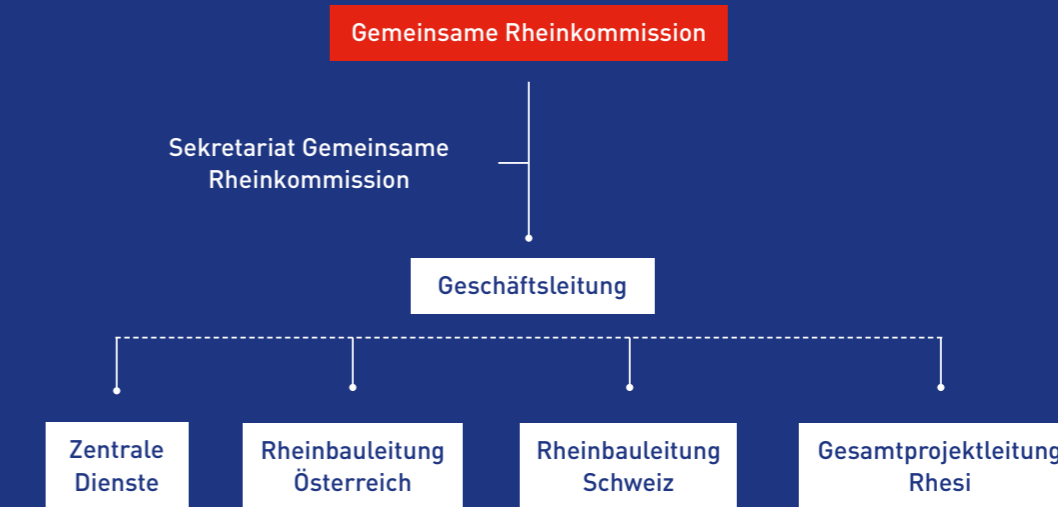 Gemeinsame Rheinkommission
Sekretariat Gemeinsame
Rheinkommission
Geschäftsleitung
Zentrale
Dienste
Rheinbauleitung
Österreich
Rheinbauleitung
Schweiz
Gesamtprojektleitung
Rhesi